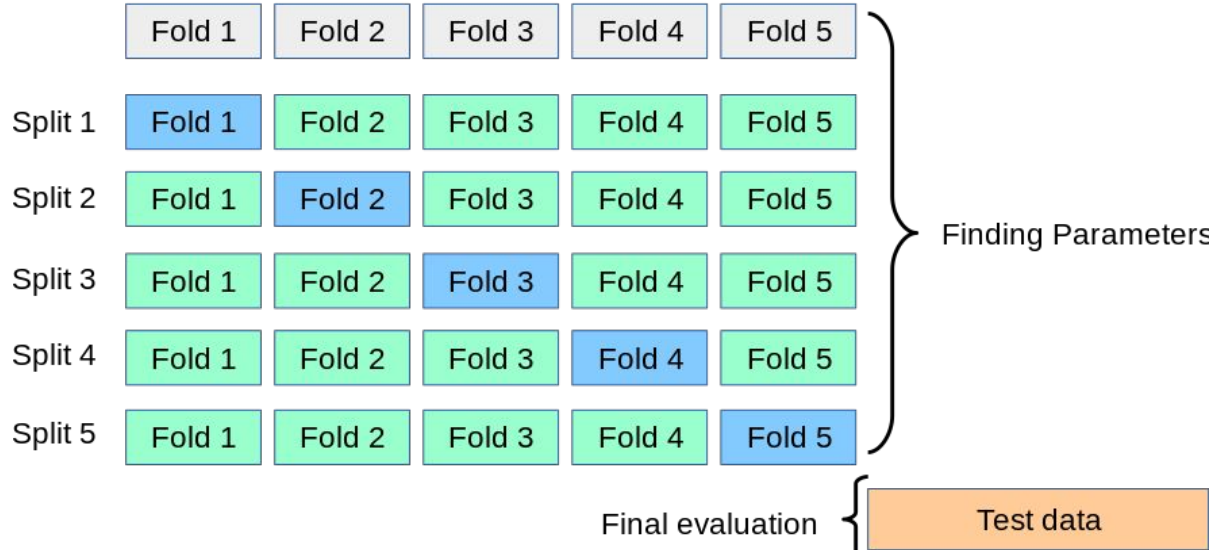 Fold 1 Fold 2 Fold 3 Fold 4 Fold 5
Split 1 Fold 1 Fold 2 Fold 3 Fold 4 Fold 5
Split 2 Fold 1 Fold 2 Fold 3 Fold 4 Fold 5
Finding Parameters
Split 3 Fold 1 Fold 2 Fold 3 Fold 4 Fold 5
Split 4 Fold 1 Fold 2 Fold 3 Fold 4 Fold 5
Split 5 Fold 1 Fold 2 Fold 3 Fold 4 Fold 5
Final evaluation Test data